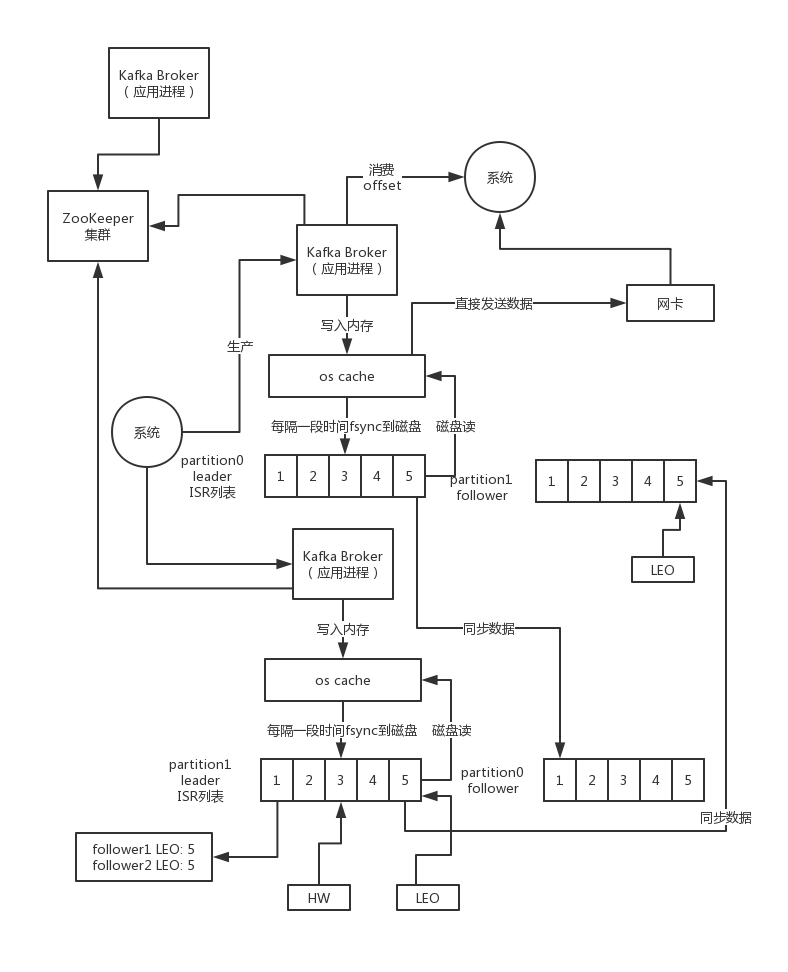 Kafka Broker
（应用进程）
消费
offset
系统
ZooKeeper
集群
Kafka Broker
（应用进程）
直接发送数据
网卡
写入内存
生产
os cache
系统
每隔一段时间fsync到磁盘
磁盘读
partition0
leader
ISR列表
1 2 3 4 5
partition1
follower
1 2 3 4 5
LEO
Kafka Broker
（应用进程）
写入内存
同步数据
os cache
每隔一段时间fsync到磁盘
磁盘读
partition1
leader
ISR列表
1 2 3 4 5
partition0
follower
1 2 3 4 5
同步数据
follower1 LEO: 5
follower2 LEO: 5
HW
LEO